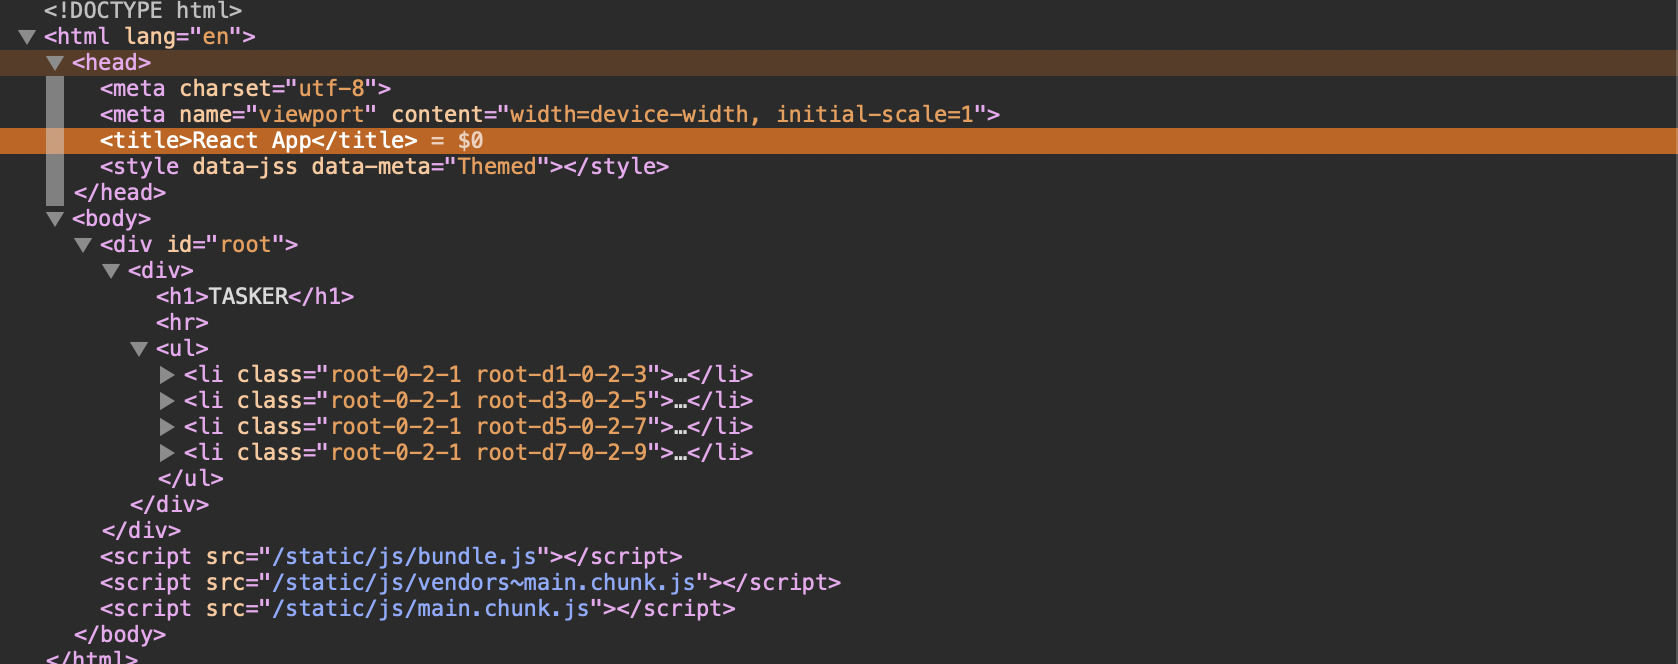 <!DOCTYPE html>
<html lang="en">
<head>
<meta charset="utf-8">
<meta name="viewport" content="width=device-width, initial-scale=1">
<title>React App</title> = $0
<style data-jss data-meta="Themed"></style>
</head>
<body>
<div id="root">
<div>
<h1>TASKER</h1>
<hr>
<ul>
<li class="root-0-2-1 root-d1-0-2-3">…</li>
<li class="root-0-2-1 root-d3-0-2-5">…</li>
<li class="root-0-2-1 root-d5-0-2-7">…</li>
<li class="root-0-2-1 root-d7-0-2-9">…</li>
</ul>
</div>
</div>
<script src="/static/js/bundle.js"></script>
<script src="/static/js/vendors~main.chunk.js"></script>
<script src="/static/js/main.chunk.js"></script>
</body>
</html>